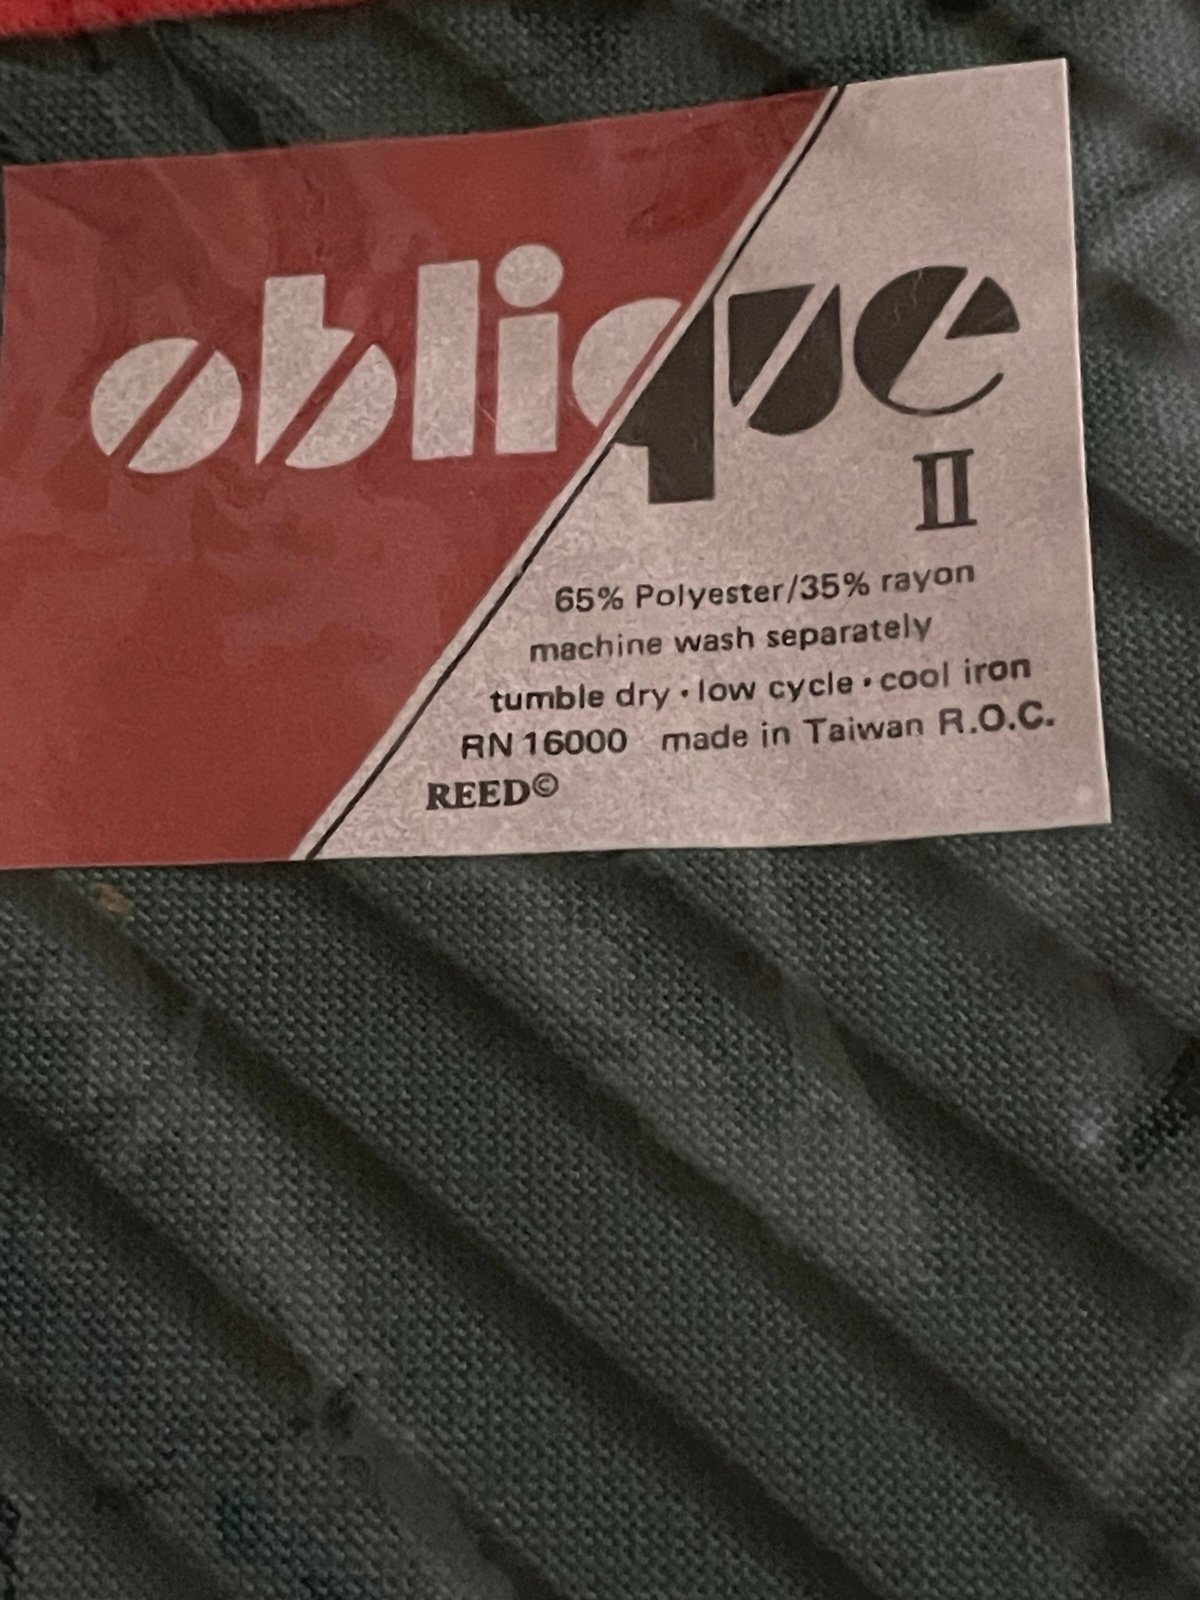 oblique
II
65% Polyester/35% rayon
machine wash separately
tumble dry • low cycle • cool iron
RN 16000 made in Taiwan R.O.C.
REED©